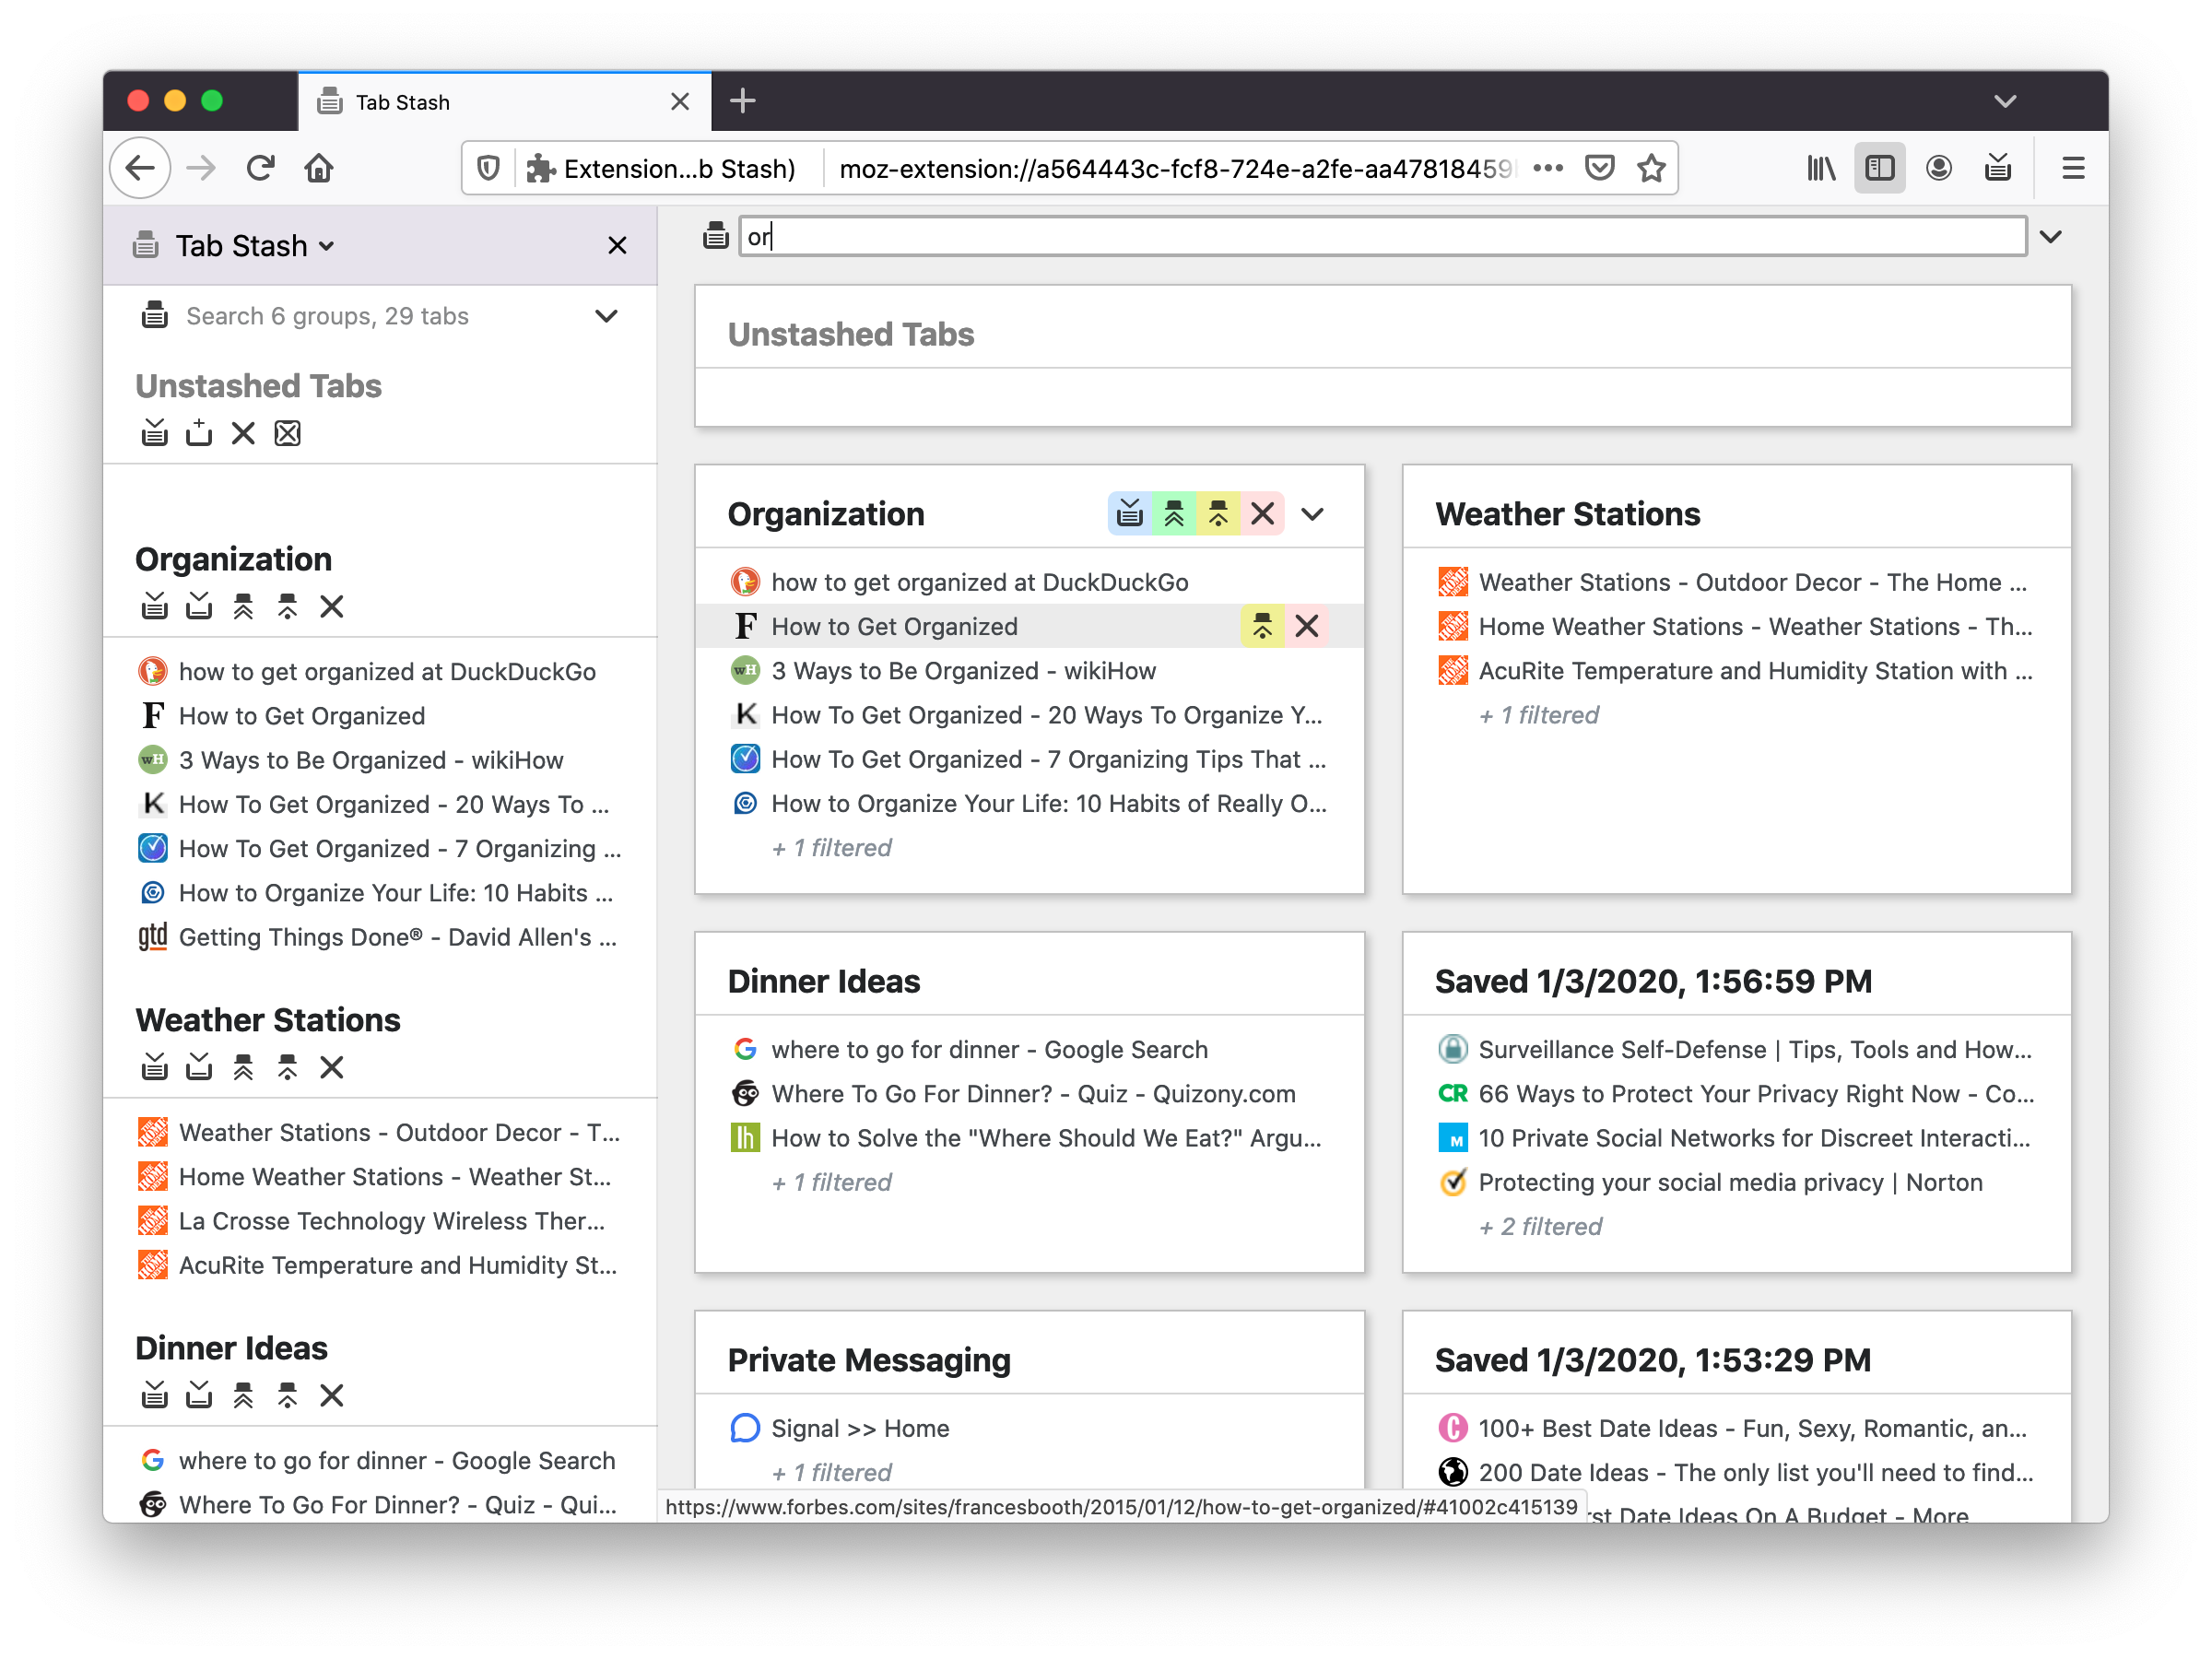 Tab Stash
Extension...b Stash)
moz-extension://a564443c-fcf8-724e-a2fe-aa47818459
Tab Stash
Search 6 groups, 29 tabs
Unstashed Tabs
Organization
how to get organized at DuckDuckGo
F How to Get Organized
wH 3 Ways to Be Organized - wikiHow
K How To Get Organized - 20 Ways To ...
How To Get Organized - 7 Organizing ...
How to Organize Your Life: 10 Habits ...
gtd Getting Things Done® - David Allen's ...
Weather Stations
Weather Stations - Outdoor Decor - T...
Home Weather Stations - Weather St...
La Crosse Technology Wireless Ther...
AcuRite Temperature and Humidity St...
Dinner Ideas
G where to go for dinner - Google Search
Where To Go For Dinner? - Quiz - Qui...
or
Unstashed Tabs
Organization
how to get organized at DuckDuckGo
F How to Get Organized
wH 3 Ways to Be Organized - wikiHow
K How To Get Organized - 20 Ways To Organize Y...
How To Get Organized - 7 Organizing Tips That ...
How to Organize Your Life: 10 Habits of Really O...
+ 1 filtered
Weather Stations
Weather Stations - Outdoor Decor - The Home ...
Home Weather Stations - Weather Stations - Th...
AcuRite Temperature and Humidity Station with ...
+ 1 filtered
Dinner Ideas
G where to go for dinner - Google Search
Where To Go For Dinner? - Quiz - Quizony.com
lh How to Solve the "Where Should We Eat?" Argu...
+ 1 filtered
Saved 1/3/2020, 1:56:59 PM
Surveillance Self-Defense | Tips, Tools and How...
CR 66 Ways to Protect Your Privacy Right Now - Co...
M 10 Private Social Networks for Discreet Interacti...
Protecting your social media privacy | Norton
+ 2 filtered
Private Messaging
Signal >> Home
+ 1 filtered
Saved 1/3/2020, 1:53:29 PM
C 100+ Best Date Ideas - Fun, Sexy, Romantic, an...
200 Date Ideas - The only list you'll need to find...
rst Date Ideas On A Budget - More
https://www.forbes.com/sites/francesbooth/2015/01/12/how-to-get-organized/#41002c415139